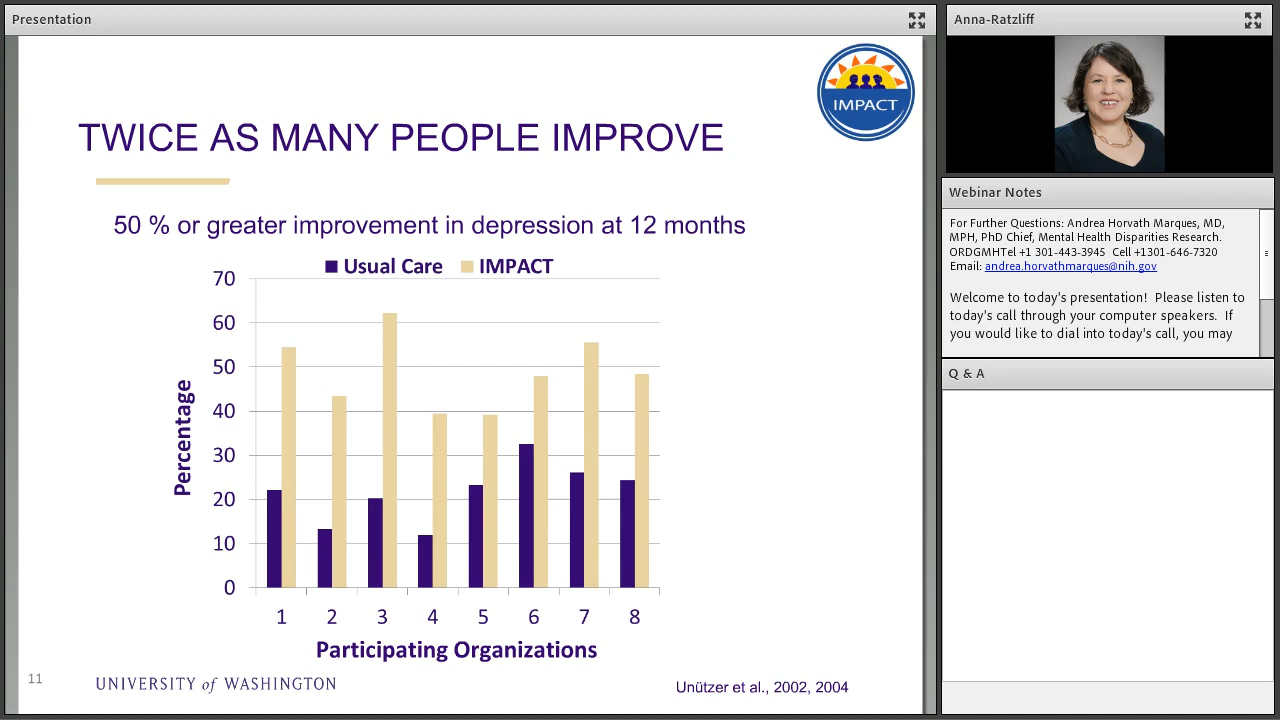 Presentation
IMPACT
TWICE AS MANY PEOPLE IMPROVE
50 % or greater improvement in depression at 12 months
Usual Care IMPACT
70
60
50
40
30
20
10
0
Percentage
1 2 3 4 5 6 7 8
Participating Organizations
11
UNIVERSITY of WASHINGTON
Unützer et al., 2002, 2004
Anna-Ratzliff
Webinar Notes
For Further Questions: Andrea Horvath Marques, MD,
MPH, PhD Chief, Mental Health Disparities Research.
ORDGMHTel +1 301-443-3945 Cell +1301-646-7320
Email: andrea.horvathmarques@nih.gov
Welcome to today's presentation! Please listen to
today's call through your computer speakers. If
you would like to dial into today's call, you may
Q & A